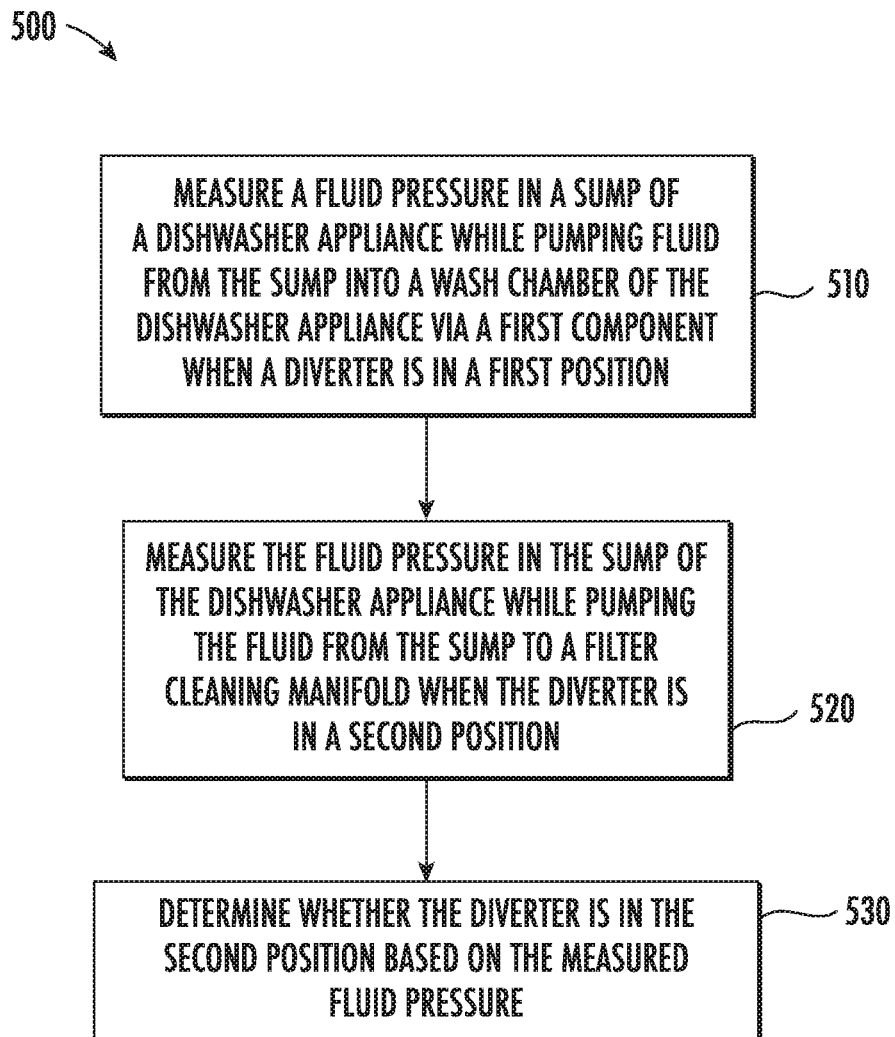 500
MEASURE A FLUID PRESSURE IN A SUMP OF
A DISHWASHER APPLIANCE WHILE PUMPING FLUID
FROM THE SUMP INTO A WASH CHAMBER OF THE
DISHWASHER APPLIANCE VIA A FIRST COMPONENT
WHEN A DIVERTER IS IN A FIRST POSITION
510
MEASURE THE FLUID PRESSURE IN THE SUMP OF
THE DISHWASHER APPLIANCE WHILE PUMPING
THE FLUID FROM THE SUMP TO A FILTER
CLEANING MANIFOLD WHEN THE DIVERTER IS
IN A SECOND POSITION
520
DETERMINE WHETHER THE DIVERTER IS IN THE
SECOND POSITION BASED ON THE MEASURED
FLUID PRESSURE
530